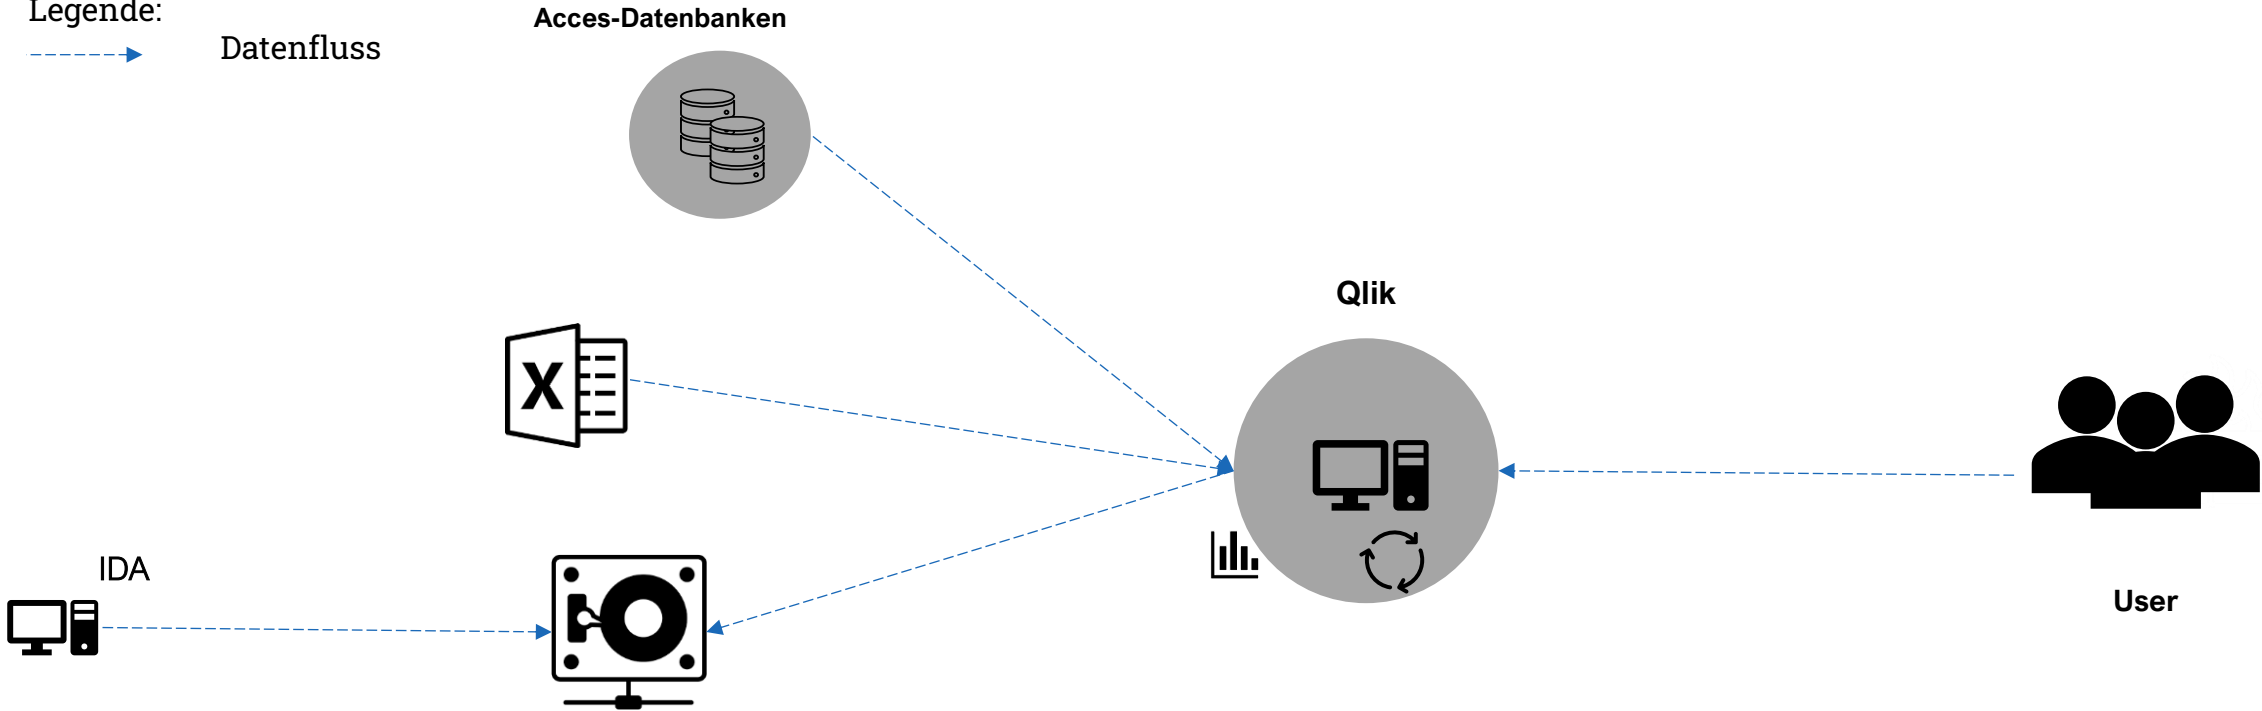 Legende:
Datenfluss
Acces-Datenbanken
Qlik
X
IDA
User